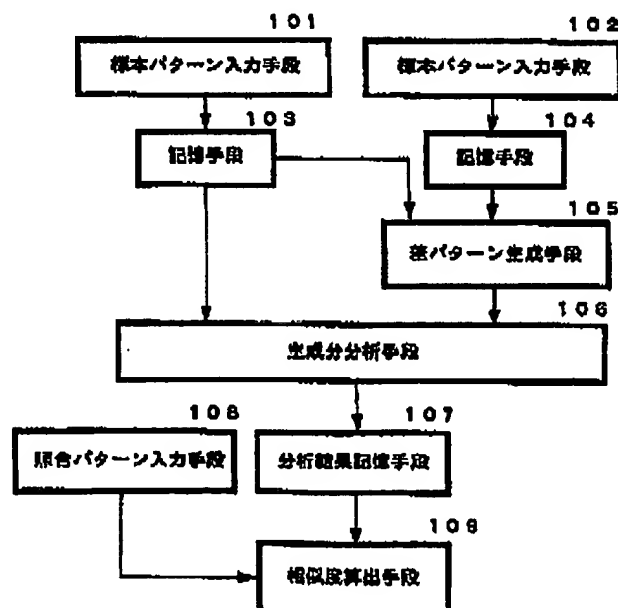 101
102
標本パターン入力手段
標本パターン入力手段
103
104
記憶手段
記憶手段
105
差パターン生成手段
106
主成分分析手段
108
107
照合パターン入力手段
分析結果記憶手段
109
相似度算出手段